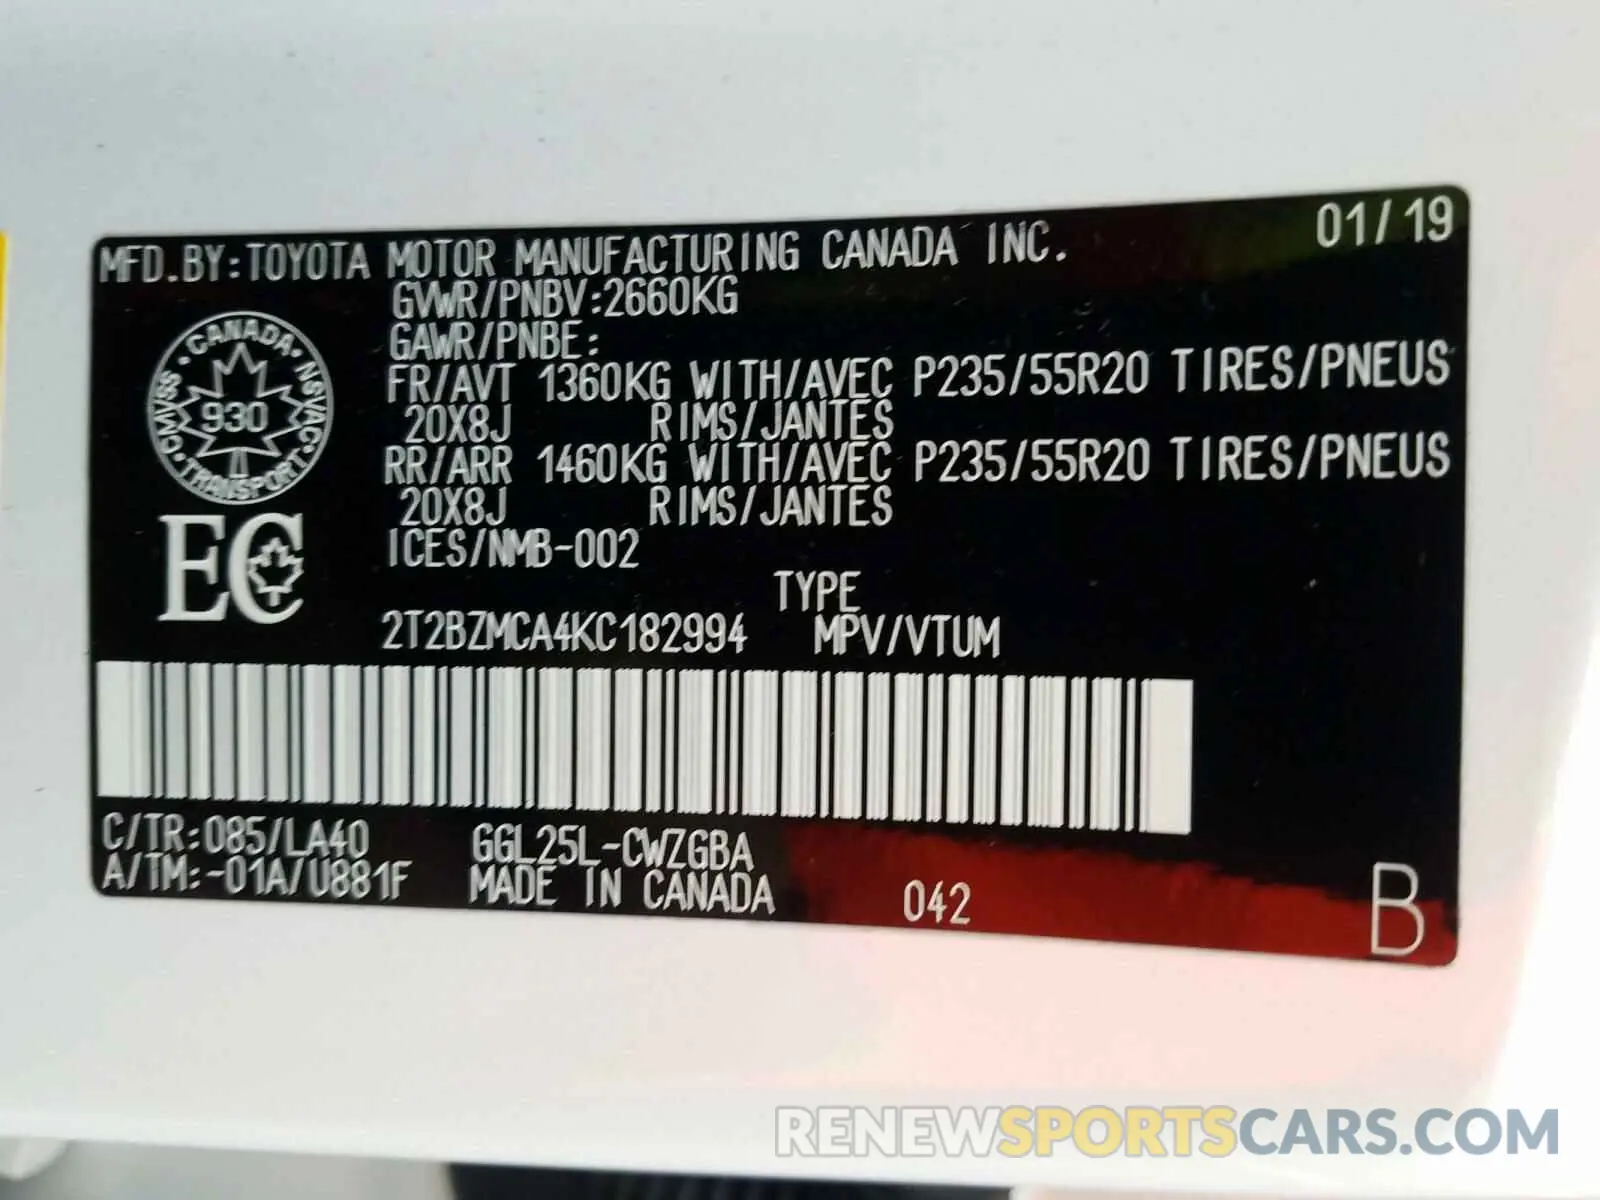 MFD.BY:TOYOTA MOTOR MANUFACTURING CANADA INC. 01/19
GVWR/PNBV:2660KG
GAWR/PNBE:
FR/AVT 1360KG WITH/AVEC P235/55R20 TIRES/PNEUS
20X8J RIMS/JANTES
RR/ARR 1460KG WITH/AVEC P235/55R20 TIRES/PNEUS
20X8J RIMS/JANTES
ICES/NMB-002
CANADA
CMVSS
NSVAC
930
TRANSPORT
EC
TYPE
2T2BZMCA4KC182994 MPV/VTUM
C/TR:085/LA40 GGL25L-CWZGBA
A/TM:-01A/U881F MADE IN CANADA 042
B
RENEWSPORTSCARS.COM